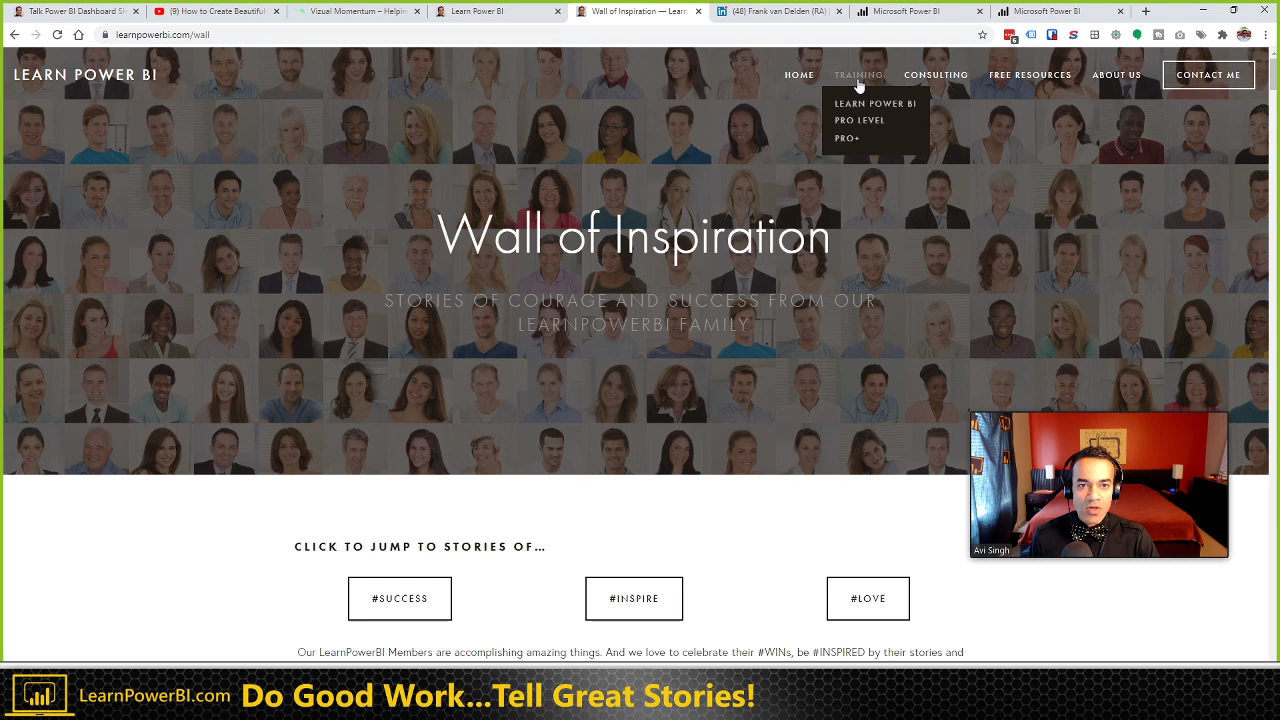 Talk Power BI Dashboard Sh
(9) How to Create Beautiful
Vizual Momentum – Helpin
Learn Power BI
Wall of Inspiration — Learn
(48) Frank van Delden (RA) |
Microsoft Power BI
Microsoft Power BI
learnpowerbi.com/wall
6
LEARN POWER BI
HOME
TRAINING
CONSULTING
FREE RESOURCES
ABOUT US
CONTACT ME
LEARN POWER BI
PRO LEVEL
PRO+
Wall of Inspiration
STORIES OF COURAGE AND SUCCESS FROM OUR
LEARNPOWERBI FAMILY
Avi Singh
CLICK TO JUMP TO STORIES OF...
#SUCCESS
#INSPIRE
#LOVE
Our LearnPowerBI Members are accomplishing amazing things. And we love to celebrate their #WINs, be #INSPIRED by their stories and
LearnPowerBI.com
Do Good Work...Tell Great Stories!